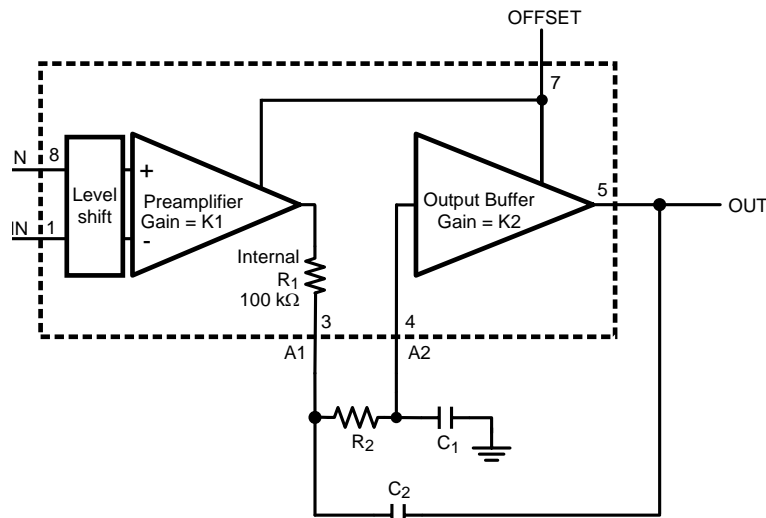 OFFSET
7
N 8
Level
shift
IN 1
+
-
Preamplifier
Gain = K1
Output Buffer
Gain = K2
5
OUT
Internal
R1
100 kΩ
3
4
A1
A2
R2
C1
C2